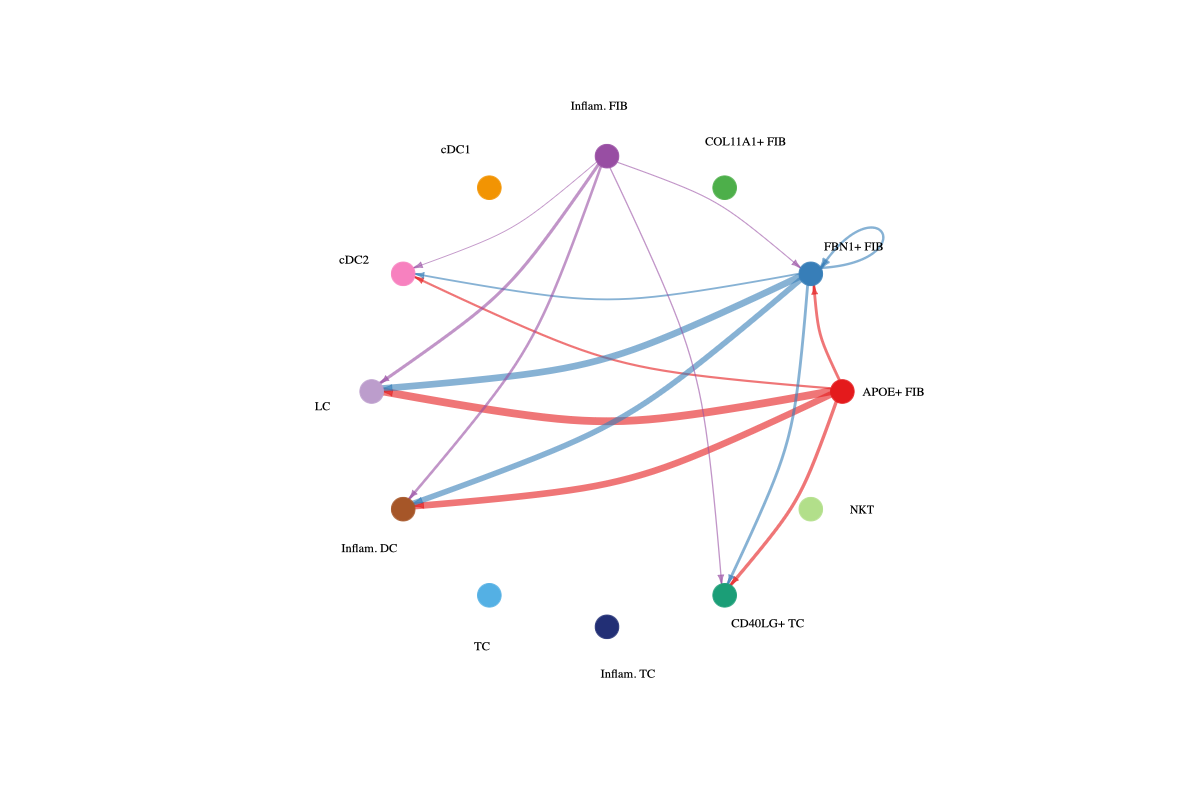 Inflam. FIB
COL11A1+ FIB
cDC1
FBN1+ FIB
cDC2
APOE+ FIB
LC
NKT
Inflam. DC
CD40LG+ TC
TC
Inflam. TC